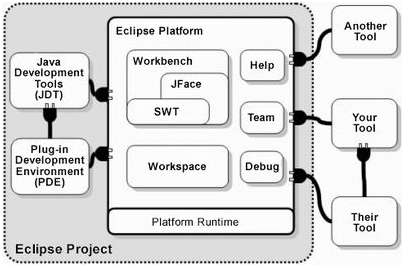 Eclipse Platform
Another
Tool
Java
Development
Tools
(JDT)
Workbench
JFace
SWT
Help
Team
Your
Tool
Plug-in
Development
Environment
(PDE)
Workspace
Debug
Their
Tool
Platform Runtime
Eclipse Project